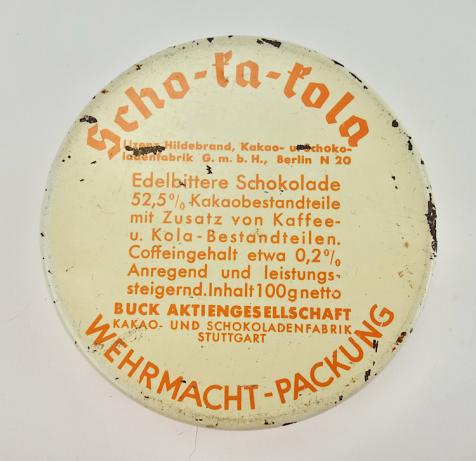 Scho-ka-kola
Lizenz Hildebrand, Kakao- u. Schoko-
ladenfabrik G.m.b.H., Berlin N 20
Edelbittere Schokolade
52,5% Kakaobestandteile
mit Zusatz von Kaffee-
u. Kola-Bestandteilen.
Coffeingehalt etwa 0,2%
Anregend und leistungs-
steigernd. Inhalt 100 g netto
BUCK AKTIENGESELLSCHAFT
KAKAO- UND SCHOKOLADENFABRIK
STUTTGART
WEHRMACHT-PACKUNG